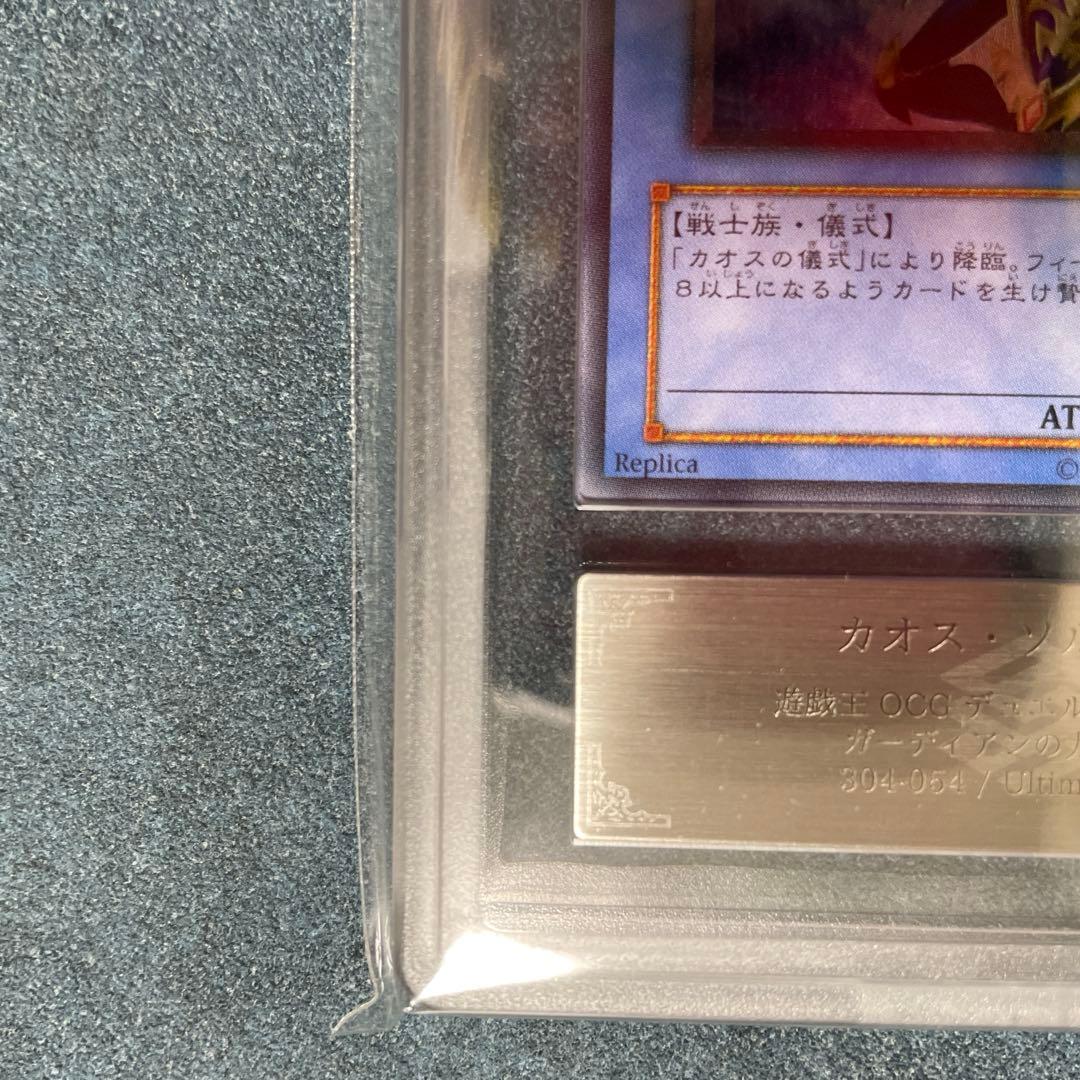 【戦士族・儀式】
「カオスの儀式」により降臨。フィー
8以上になるようカードを生け贄
AT
Replica
©
カオス・ソル
遊戯王 OCG デュエル
ガーディアンの力
304-054 / Ultim